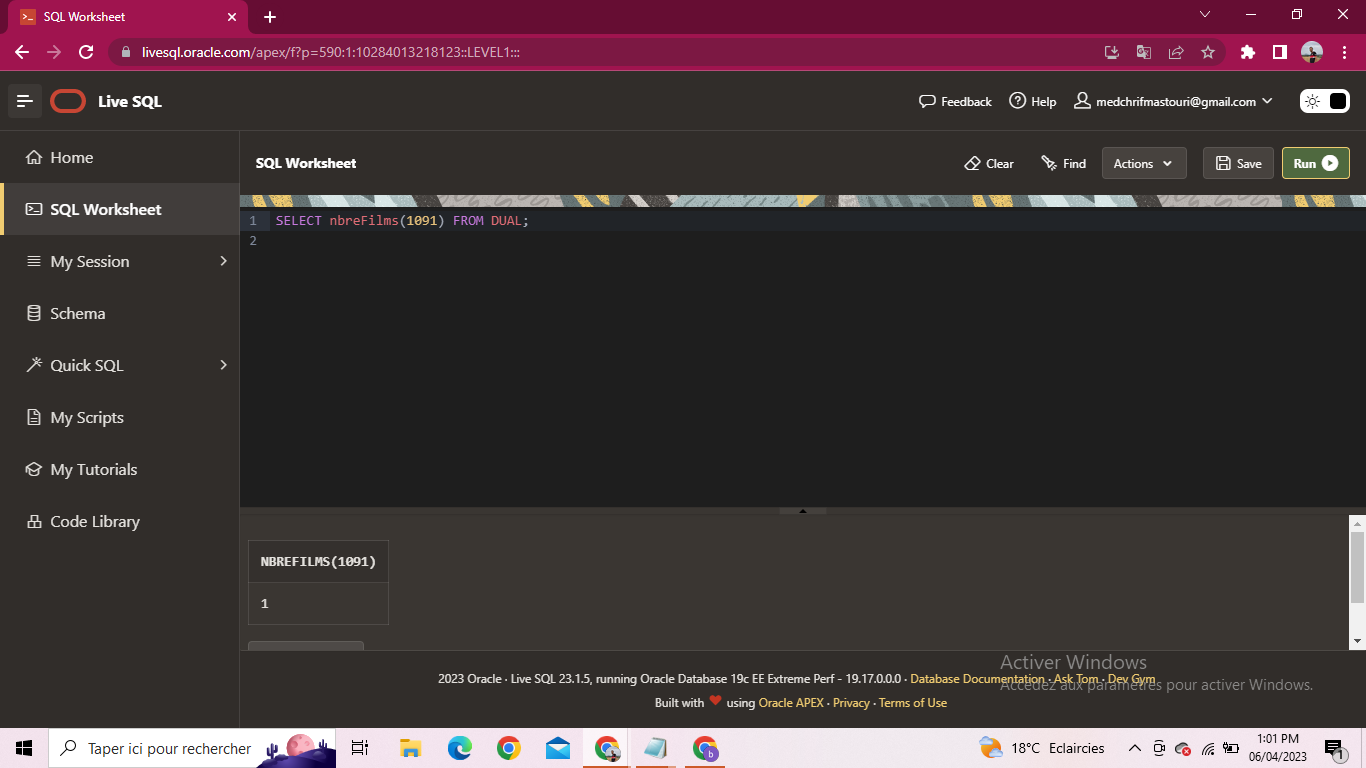 SQL Worksheet
livesql.oracle.com/apex/f?p=590:1:10284013218123::LEVEL1:::
Live SQL
Feedback
Help
medchrifmastouri@gmail.com
Home
SQL Worksheet
My Session
Schema
Quick SQL
My Scripts
My Tutorials
Code Library
SQL Worksheet
Clear
Find
Actions
Save
Run
1 SELECT nbreFilms(1091) FROM DUAL;
2
NBREFILMS(1091)
1
2023 Oracle · Live SQL 23.1.5, running Oracle Database 19c EE Extreme Perf - 19.17.0.0.0 · Database Documentation · Ask Tom · Dev Gym
Built with ❤ using Oracle APEX · Privacy · Terms of Use
Activer Windows
Accédez aux paramètres pour activer Windows.
Taper ici pour rechercher
b
18°C Eclaircies
1:01 PM
06/04/2023
1